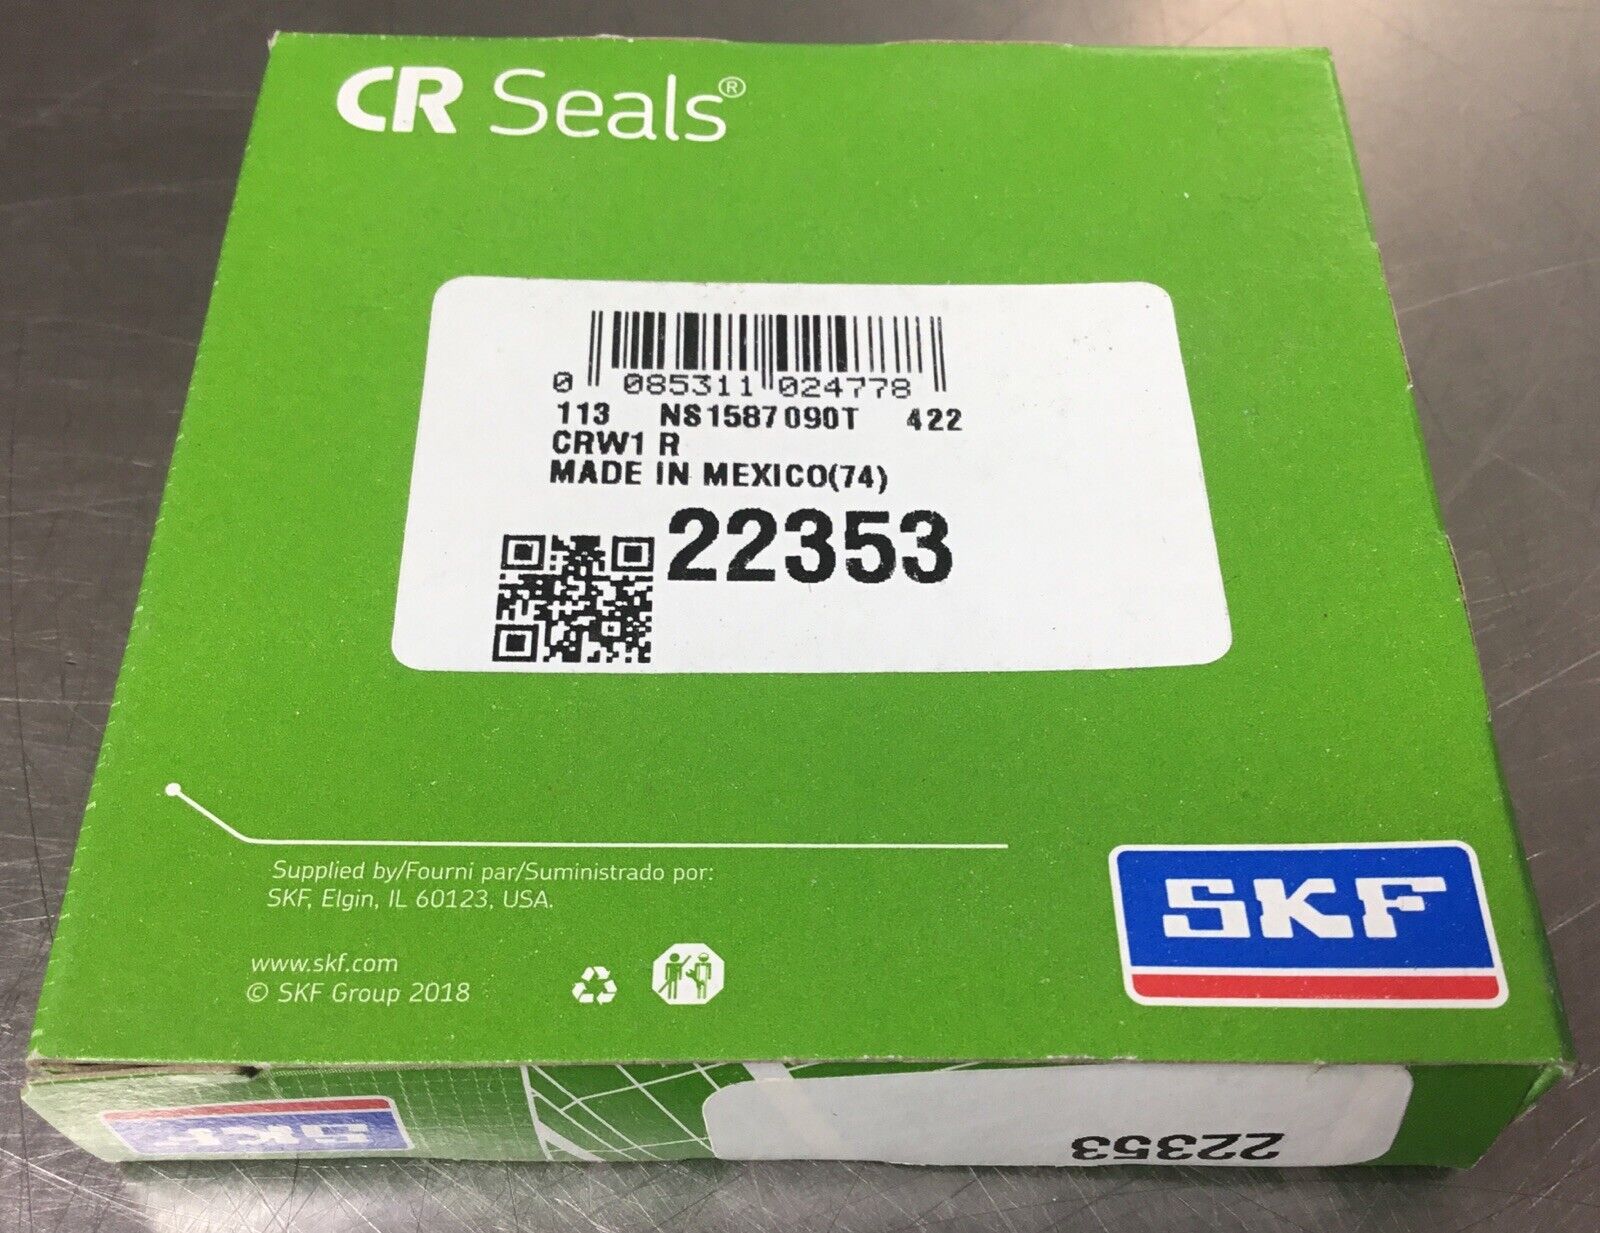 CR Seals®
0 085311 024778
113 NS1587090T 422
CRW1 R
MADE IN MEXICO(74)
22353
Supplied by/Fourni par/Suministrado por:
SKF, Elgin, IL 60123, USA.
www.skf.com
© SKF Group 2018
SKF
SKF
22353